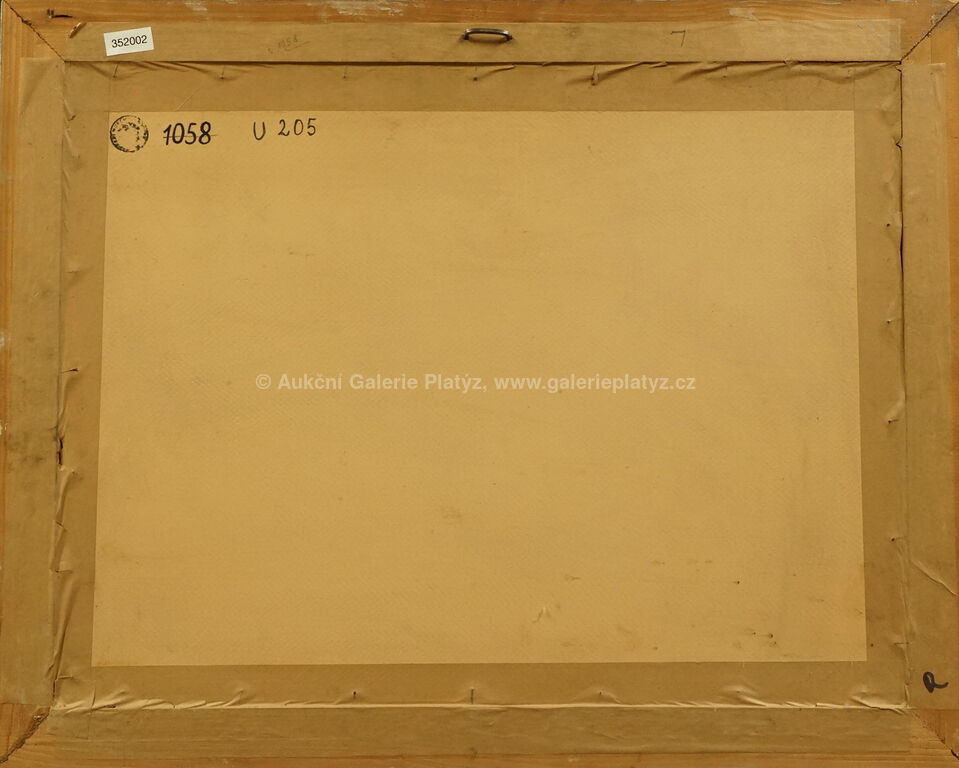 352002
7
1058 U 205
© Aukční Galerie Platýz, www.galerieplatyz.cz
R